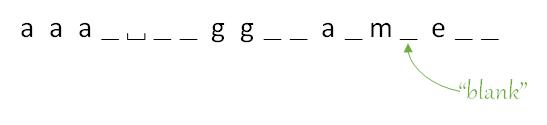 a a a _ ␣ _ _ g g _ _ a _ m _ e _ _
“blank”